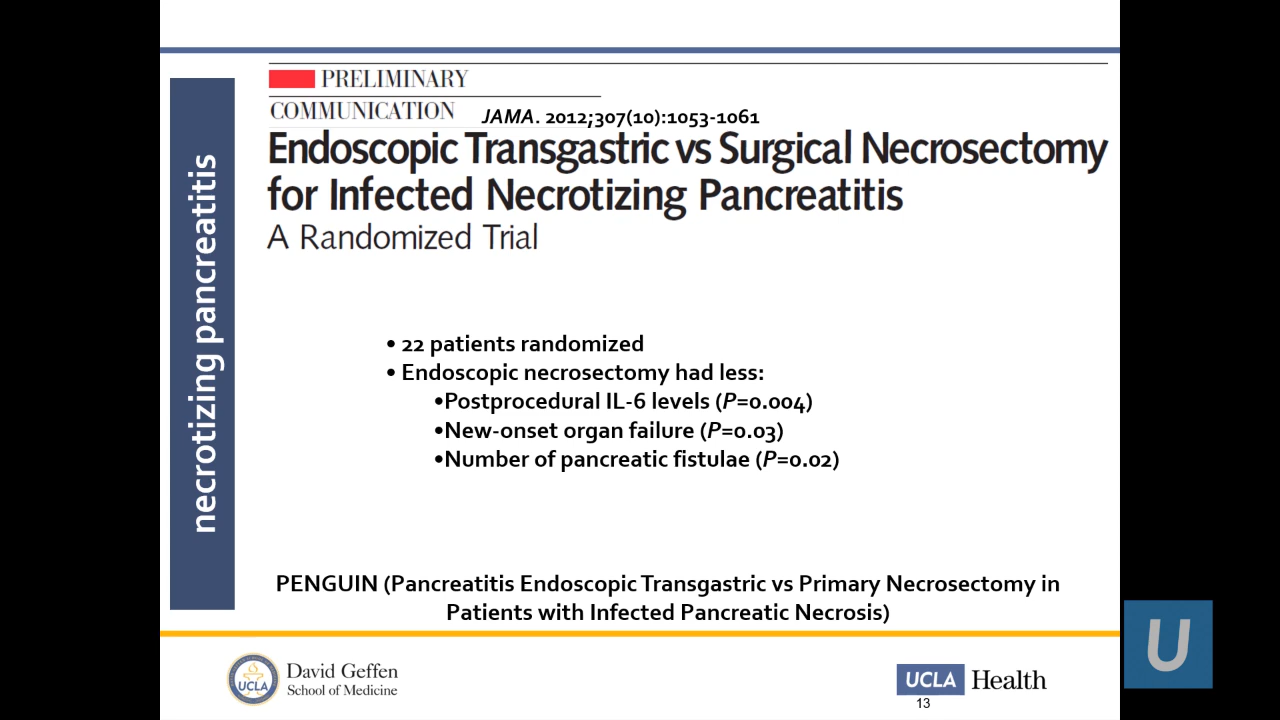 PRELIMINARY
COMMUNICATION
JAMA. 2012;307(10):1053-1061
Endoscopic Transgastric vs Surgical Necrosectomy
for Infected Necrotizing Pancreatitis
A Randomized Trial
necrotizing pancreatitis
• 22 patients randomized
• Endoscopic necrosectomy had less:
•Postprocedural IL-6 levels (P=0.004)
•New-onset organ failure (P=0.03)
•Number of pancreatic fistulae (P=0.02)
PENGUIN (Pancreatitis Endoscopic Transgastric vs Primary Necrosectomy in
Patients with Infected Pancreatic Necrosis)
UCLA
David Geffen
School of Medicine
UCLA Health
13
U